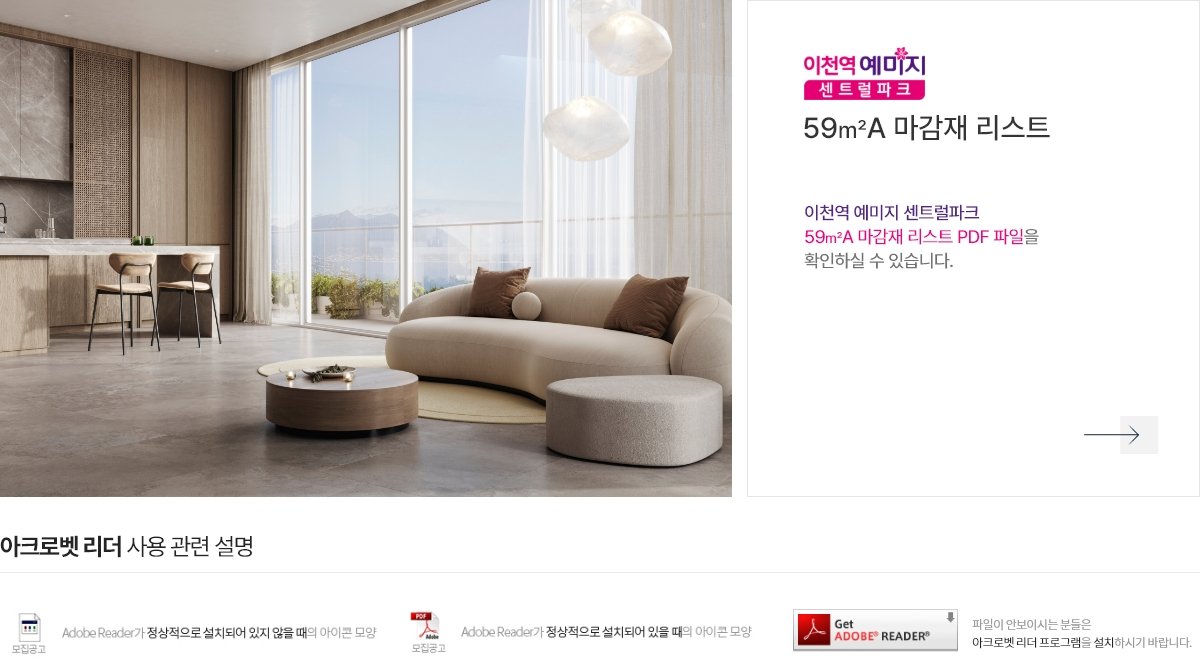 이천역 예미지
센트럴파크
59m²A 마감재 리스트
이천역 예미지 센트럴파크
59m²A 마감재 리스트 PDF 파일을
확인하실 수 있습니다.
아크로벳 리더 사용 관련 설명
모집공고
Adobe Reader가 정상적으로 설치되어 있지 않을 때의 아이콘 모양
PDF
Adobe
모집공고
Adobe Reader가 정상적으로 설치되어 있을 때의 아이콘 모양
Get
ADOBE® READER®
파일이 안보이시는 분들은
아크로벳 리더 프로그램을 설치하시기 바랍니다.